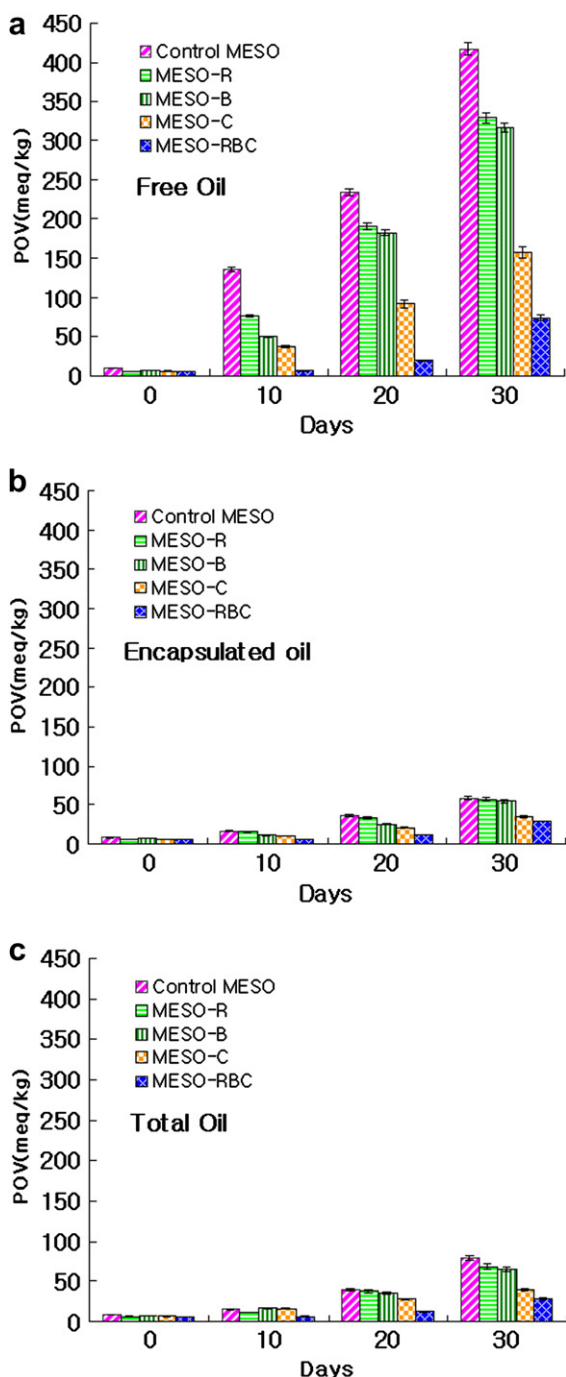 a
POV(meq/kg)
450
400
350
300
250
200
150
100
50
0
Control MESO
MESO-R
MESO-B
MESO-C
MESO-RBC
Free Oil
0 10 20 30
Days
b
POV(meq/kg)
450
400
350
300
250
200
150
100
50
0
Control MESO
MESO-R
MESO-B
MESO-C
MESO-RBC
Encapsulated oil
0 10 20 30
Days
c
POV(meq/kg)
450
400
350
300
250
200
150
100
50
0
Control MESO
MESO-R
MESO-B
MESO-C
MESO-RBC
Total Oil
0 10 20 30
Days